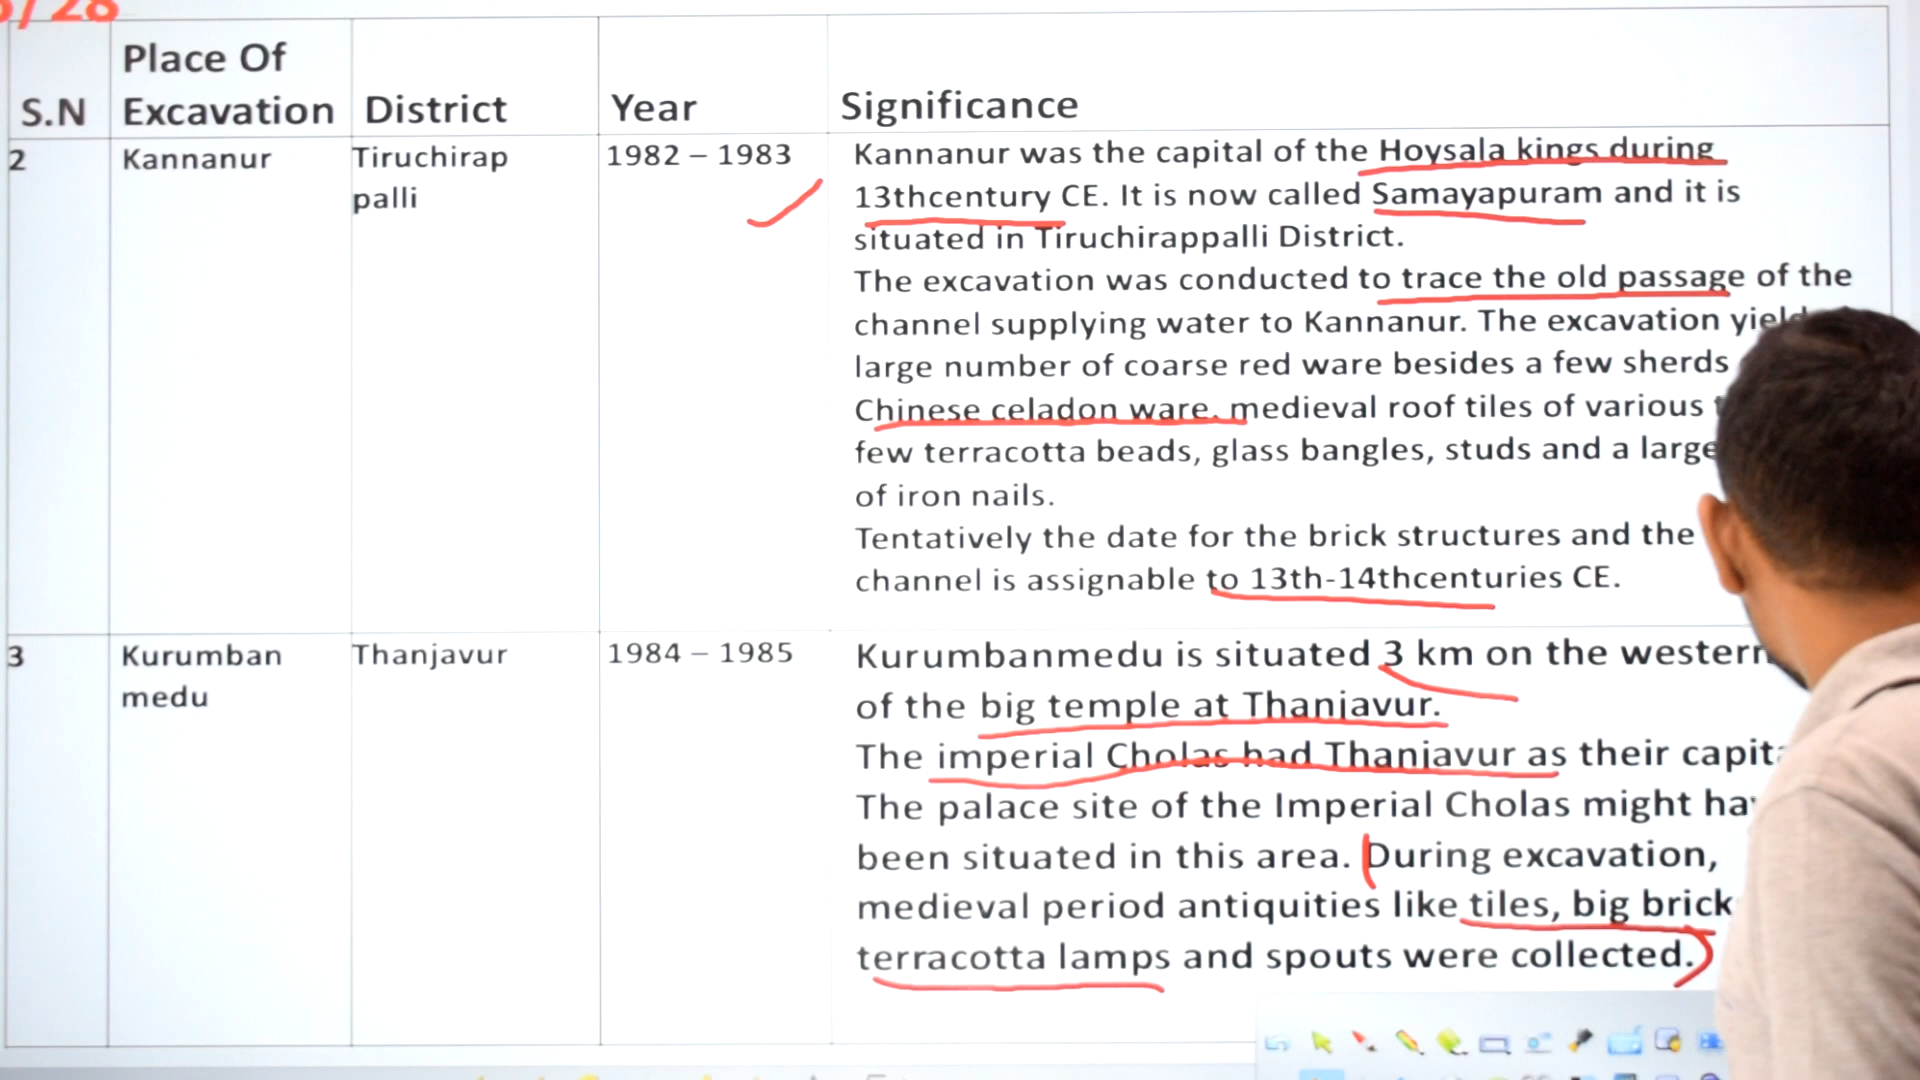 /28
S.N
Place Of
Excavation
District
Year
Significance
2
Kannanur
Tiruchirap
palli
1982 – 1983
Kannanur was the capital of the Hoysala kings during
13thcentury CE. It is now called Samayapuram and it is
situated in Tiruchirappalli District.
The excavation was conducted to trace the old passage of the
channel supplying water to Kannanur. The excavation
large number of coarse red ware besides a few sherds
Chinese celadon ware. medieval roof tiles of various
few terracotta beads, glass bangles, studs and a large
of iron nails.
Tentatively the date for the brick structures and the
channel is assignable to 13th-14thcenturies CE.
3
Kurumban
medu
Thanjavur
1984 – 1985
Kurumbanmedu is situated 3 km on the western
of the big temple at Thanjavur.
The imperial Cholas had Thanjavur as their
The palace site of the Imperial Cholas might
been situated in this area. During excavation,
medieval period antiquities like tiles, big brick
terracotta lamps and spouts were collected.